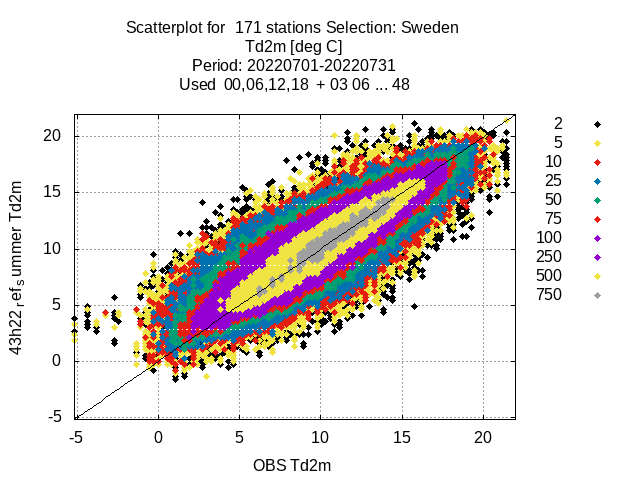 Scatterplot for 171 stations Selection: Sweden
Td2m [deg C]
Period: 20220701-20220731
Used 00,06,12,18 + 03 06 ... 48
20
15
10
5
0
-5
-5 0 5 10 15 20
43h22refsummer Td2m
OBS Td2m
2
5
10
25
50
75
100
250
500
750